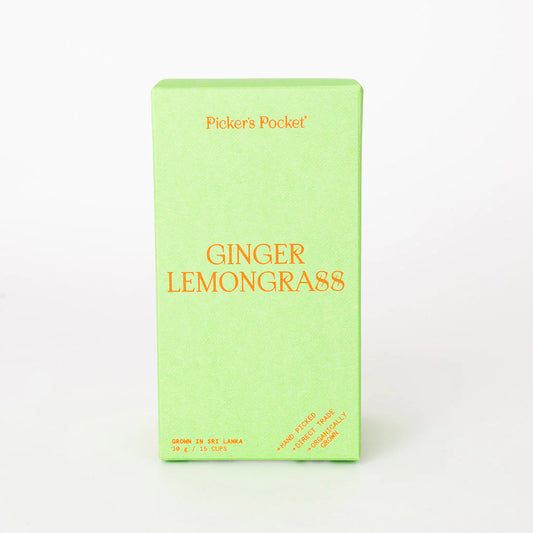 Picker's Pocket
GINGER
LEMONGRASS
GROWN IN SRI LANKA
30 g / 15 CUPS
+HAND PICKED
+DIRECT TRADE
+ORGANICALLY
GROWN